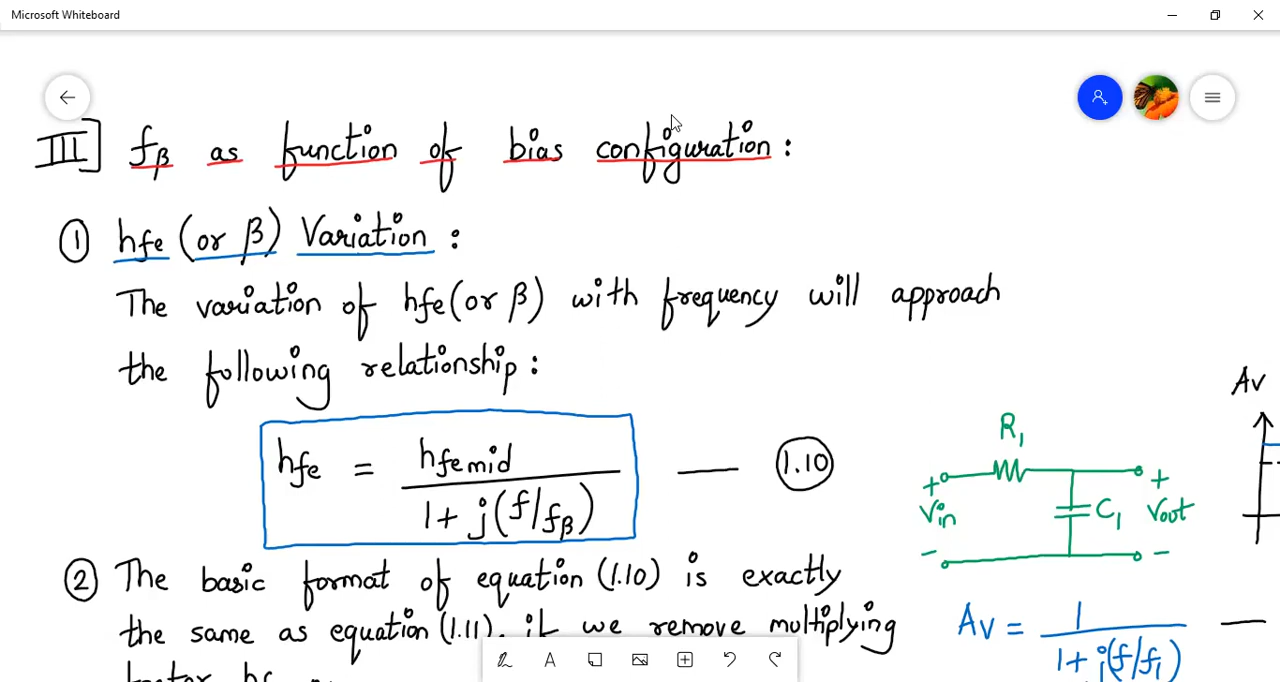 Microsoft Whiteboard
III] fβ as function of bias configuration :
① hfe (or β) Variation :
The variation of hfe (or β) with frequency will approach
the following relationship :
hfe = hfe mid / 1 + j(f/fβ) —— (1.10)
② The basic format of equation (1.10) is exactly
the same as equation (1.11), if we remove multiplying
factor
Av
R1
+ +
Vin C1 Vout
- -
Av = 1 / 1 + j(f/f1) ——
A